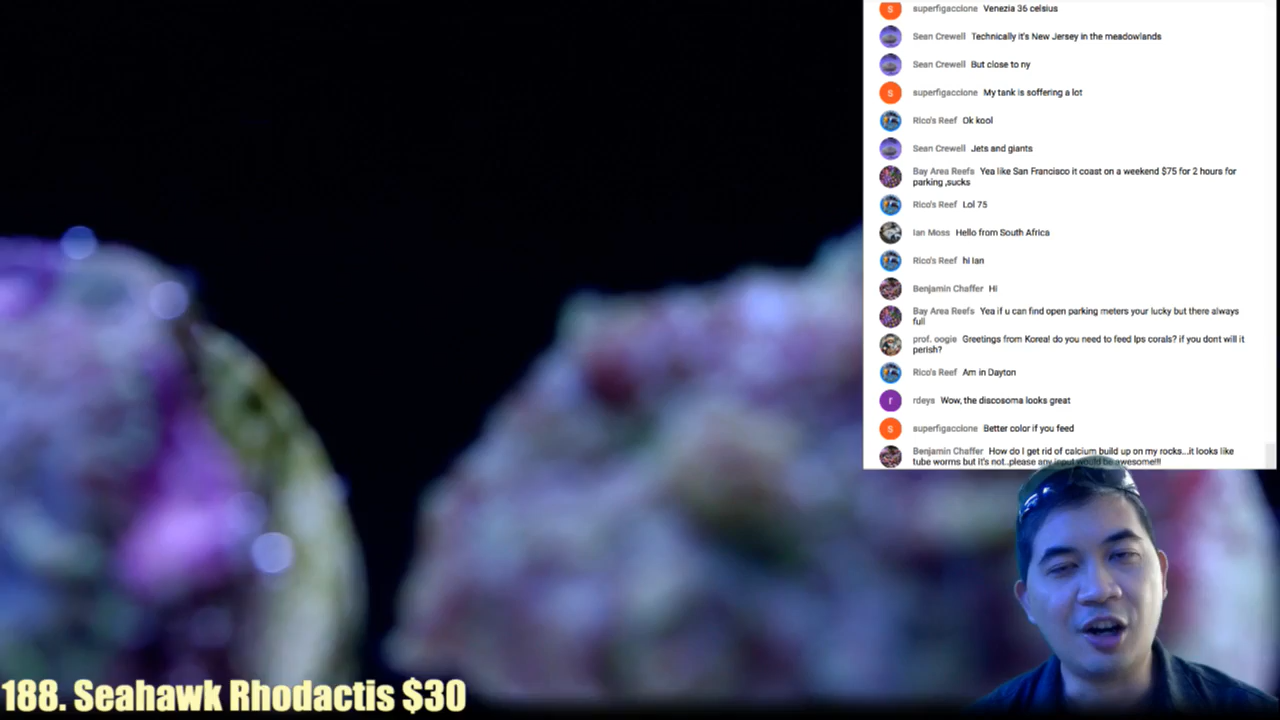 S superfigaccione Venezia 36 celsius
Sean Crewell Technically it's New Jersey in the meadowlands
Sean Crewell But close to ny
S superfigaccione My tank is soffering a lot
Rico's Reef Ok kool
Sean Crewell Jets and giants
Bay Area Reefs Yea like San Francisco it coast on a weekend $75 for 2 hours for
parking ,sucks
Rico's Reef Lol 75
Ian Moss Hello from South Africa
Rico's Reef hi Ian
Benjamin Chaffer Hi
Bay Area Reefs Yea if u can find open parking meters your lucky but there always
full
prof. oogie Greetings from Korea! do you need to feed lps corals? if you dont will it
perish?
Rico's Reef Am in Dayton
r rdeys Wow, the discosoma looks great
S superfigaccione Better color if you feed
Benjamin Chaffer How do I get rid of calcium build up on my rocks...it looks like
tube worms but it's not..please any input would be awesome!!!
188. Seahawk Rhodactis $30